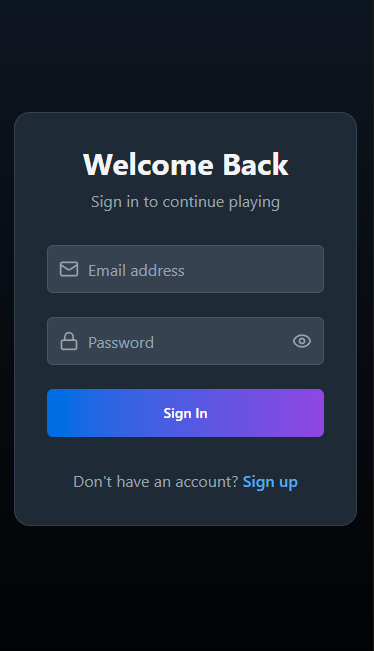 Welcome Back
Sign in to continue playing
Email address
Password
Sign In
Don't have an account? Sign up